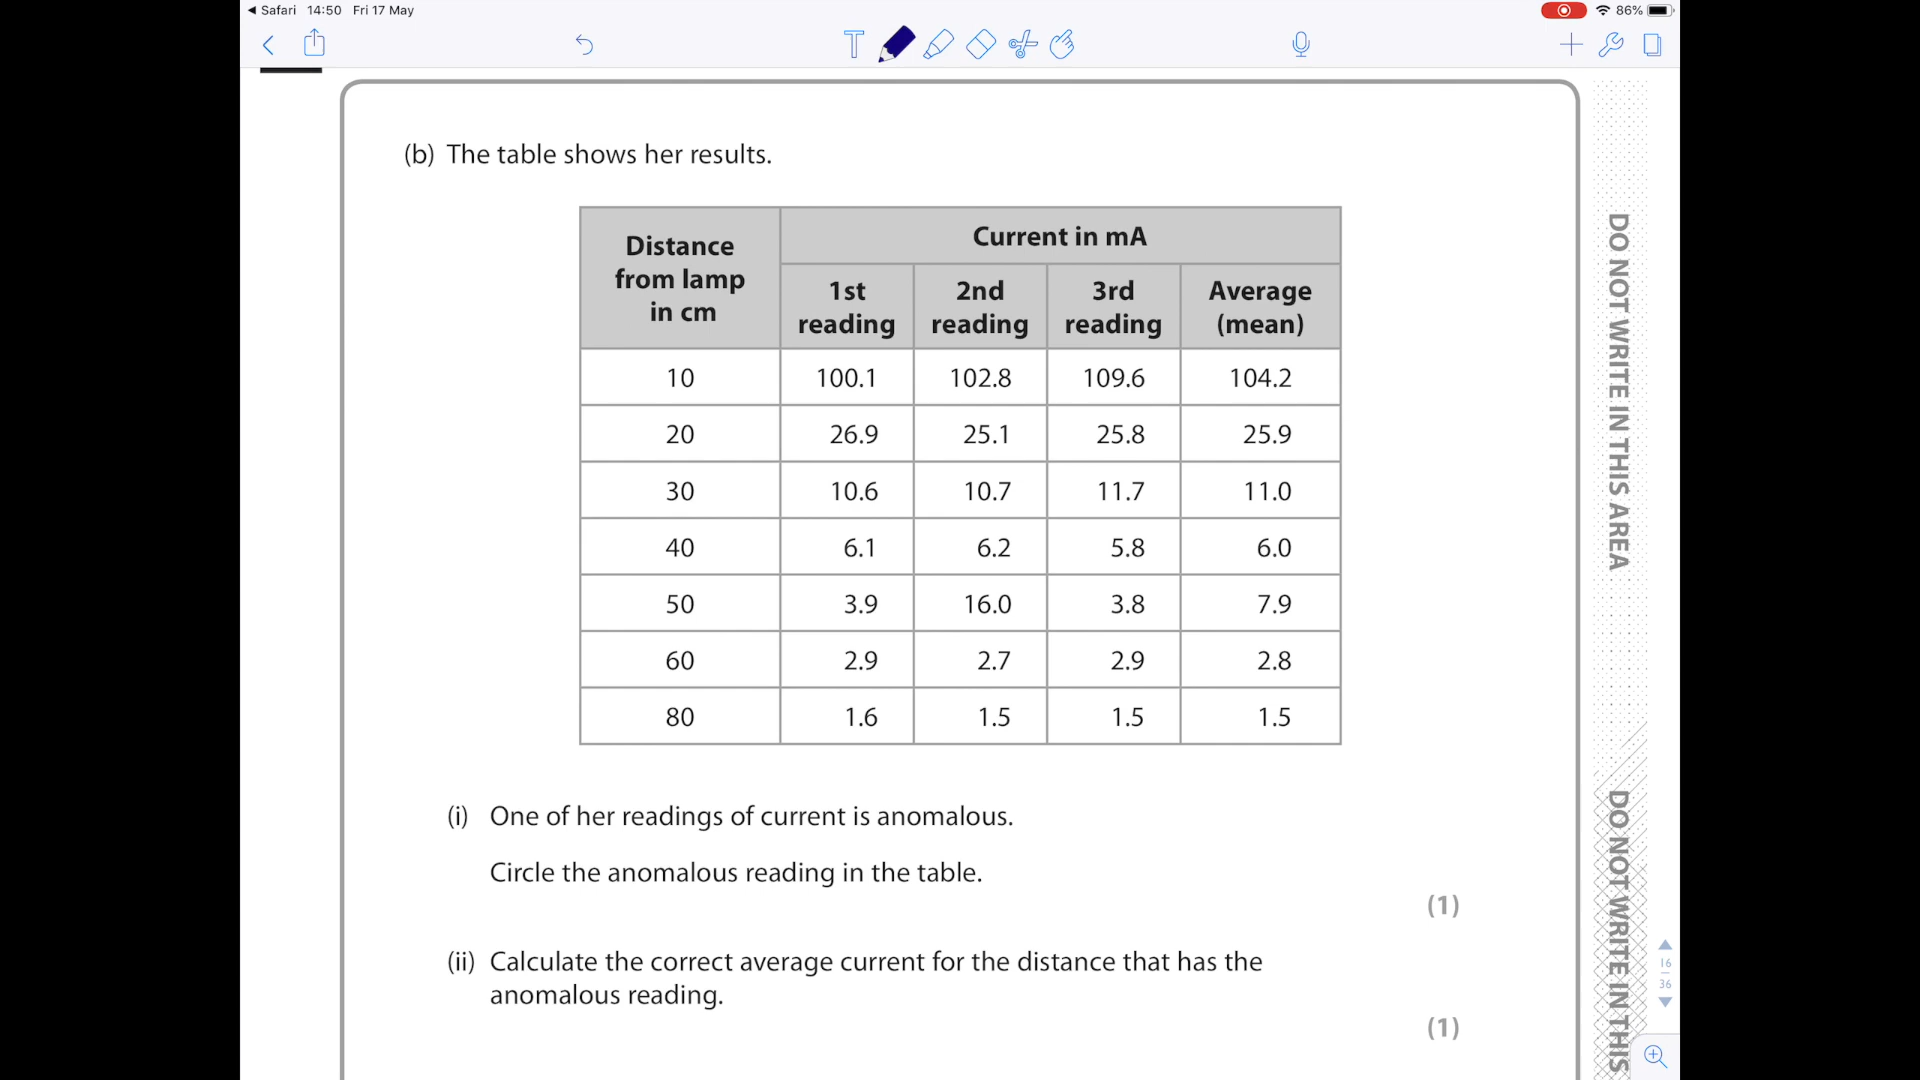 Safari 14:50 Fri 17 May 86%
(b) The table shows her results.
Distance from lamp in cm
Current in mA
1st reading 2nd reading 3rd reading Average (mean)
10 100.1 102.8 109.6 104.2
20 26.9 25.1 25.8 25.9
30 10.6 10.7 11.7 11.0
40 6.1 6.2 5.8 6.0
50 3.9 16.0 3.8 7.9
60 2.9 2.7 2.9 2.8
80 1.6 1.5 1.5 1.5
(i) One of her readings of current is anomalous.
Circle the anomalous reading in the table.
(1)
(ii) Calculate the correct average current for the distance that has the
anomalous reading.
(1)
DO NOT WRITE IN THIS AREA
DO NOT WRITE IN THIS
16
36